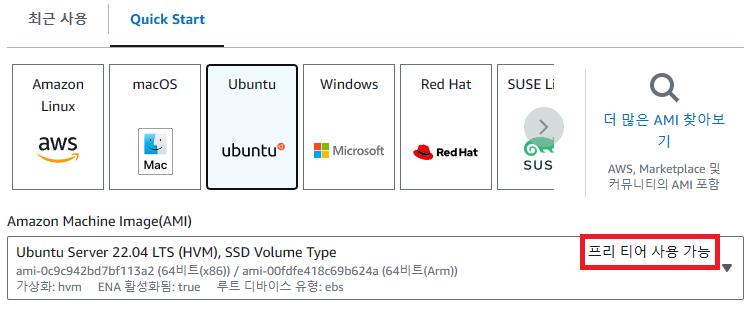 최근 사용
Quick Start
Amazon
Linux
aws
macOS
Mac
Ubuntu
ubuntu
Windows
Microsoft
Red Hat
Red Hat
SUSE Li
SUS
더 많은 AMI 찾아보
기
AWS, Marketplace 및
커뮤니티의 AMI 포함
Amazon Machine Image(AMI)
Ubuntu Server 22.04 LTS (HVM), SSD Volume Type
프리 티어 사용 가능
ami-0c9c942bd7bf113a2 (64비트(x86)) / ami-00fdfe418c69b624a (64비트(Arm))
가상화: hvm ENA 활성화됨: true 루트 디바이스 유형: ebs